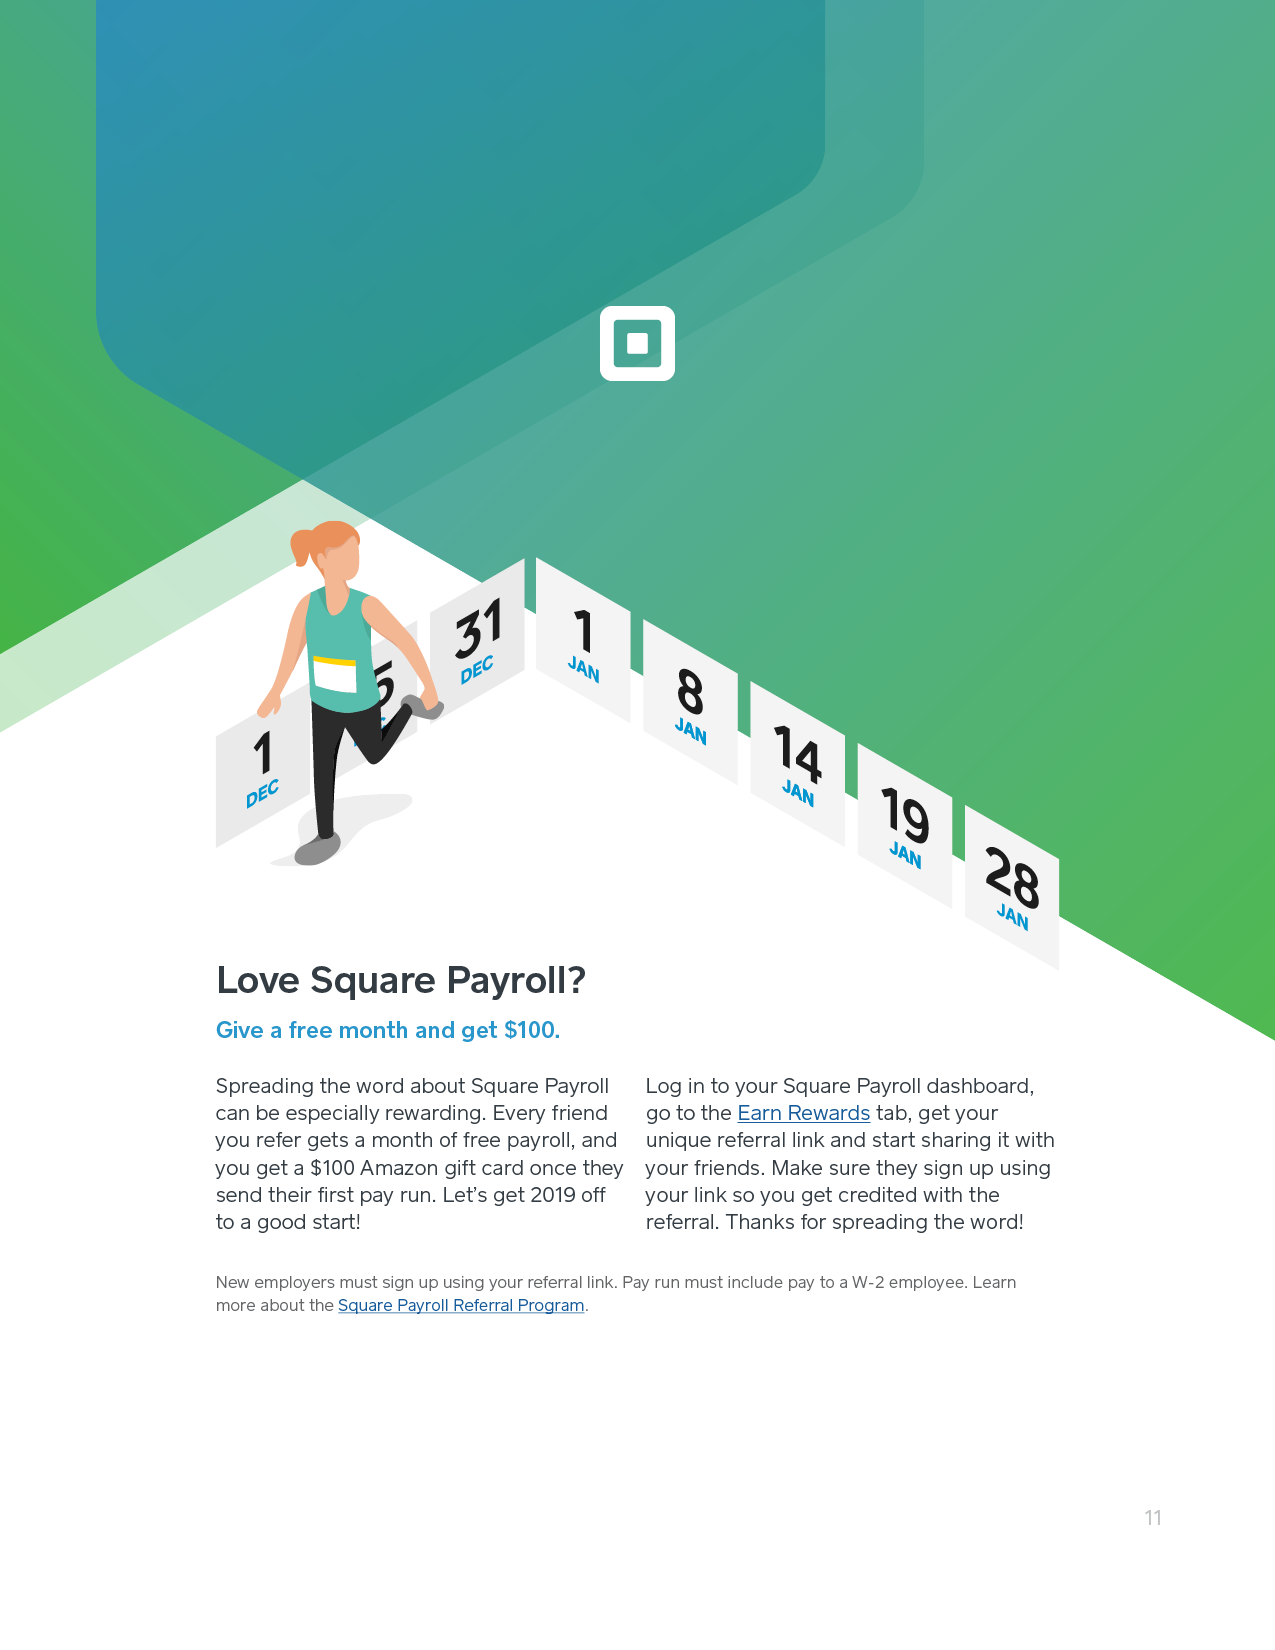 1
DEC
31
DEC
1
JAN
8
JAN
14
JAN
19
JAN
28
JAN
Love Square Payroll?
Give a free month and get $100.
Spreading the word about Square Payroll
can be especially rewarding. Every friend
you refer gets a month of free payroll, and
you get a $100 Amazon gift card once they
send their first pay run. Let’s get 2019 off
to a good start!
Log in to your Square Payroll dashboard,
go to the Earn Rewards tab, get your
unique referral link and start sharing it with
your friends. Make sure they sign up using
your link so you get credited with the
referral. Thanks for spreading the word!
New employers must sign up using your referral link. Pay run must include pay to a W-2 employee. Learn
more about the Square Payroll Referral Program.
11